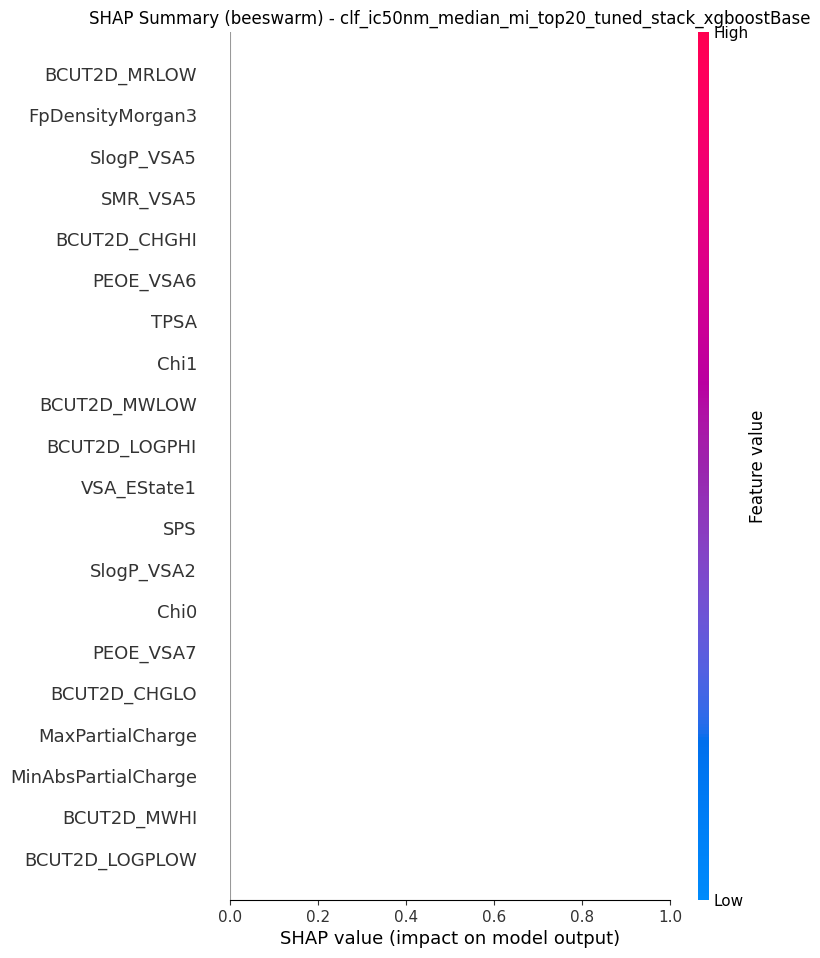 SHAP Summary (beeswarm) - clf_ic50nm_median_mi_top20_tuned_stack_xgboostBase
High
BCUT2D_MRLOW
FpDensityMorgan3
SlogP_VSA5
SMR_VSA5
BCUT2D_CHGHI
PEOE_VSA6
TPSA
Chi1
BCUT2D_MWLOW
BCUT2D_LOGPHI
VSA_EState1
SPS
SlogP_VSA2
Chi0
PEOE_VSA7
BCUT2D_CHGLO
MaxPartialCharge
MinAbsPartialCharge
BCUT2D_MWHI
BCUT2D_LOGPLOW
Feature value
Low
0.0 0.2 0.4 0.6 0.8 1.0
SHAP value (impact on model output)